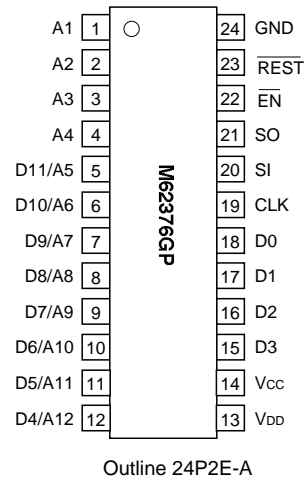 A1 1 24 GND
A2 2 23 REST
A3 3 22 EN
A4 4 21 SO
D11/A5 5 20 SI
D10/A6 6 19 CLK
D9/A7 7 18 D0
D8/A8 8 17 D1
D7/A9 9 16 D2
D6/A10 10 15 D3
D5/A11 11 14 VCC
D4/A12 12 13 VDD
M62376GP
Outline 24P2E-A